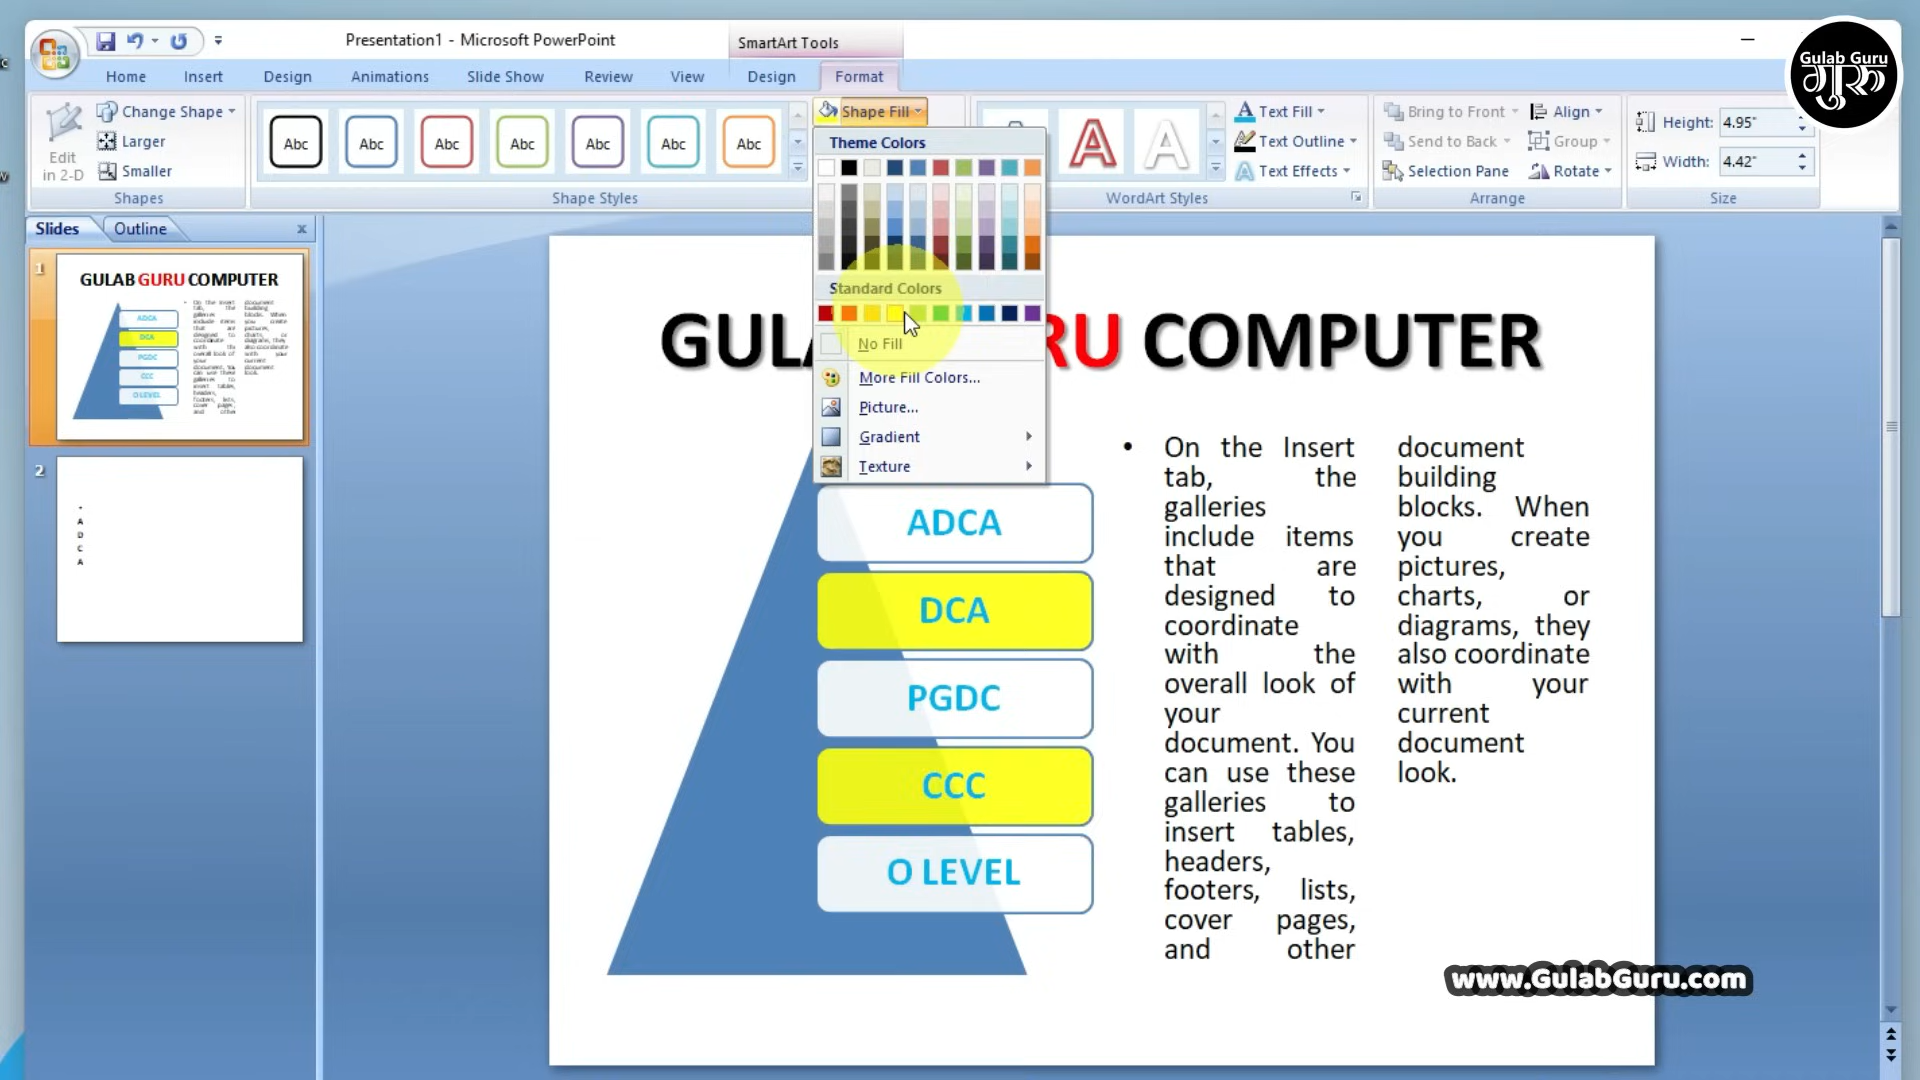 Presentation1 - Microsoft PowerPoint
SmartArt Tools
Home Insert Design Animations Slide Show Review View Design Format
Gulab Guru
गुरु
Edit in 2-D
Change Shape
Larger
Smaller
Shapes
Abc Abc Abc Abc Abc Abc Abc
Shape Styles
Shape Fill
Theme Colors
Standard Colors
No Fill
More Fill Colors...
Picture...
Gradient
Texture
A A
WordArt Styles
Text Fill
Text Outline
Text Effects
Bring to Front
Send to Back
Selection Pane
Align
Group
Rotate
Arrange
Height: 4.95"
Width: 4.42"
Size
Slides Outline x
1
GULAB GURU COMPUTER
ADCA
DCA
PGDC
CCC
O LEVEL
2
A
D
C
A
GUL RU COMPUTER
ADCA
DCA
PGDC
CCC
O LEVEL
• On the Insert
tab, the
galleries
include items
that are
designed to
coordinate
with the
overall look of
your
document. You
can use these
galleries to
insert tables,
headers,
footers, lists,
cover pages,
and other
document
building
blocks. When
you create
pictures,
charts, or
diagrams, they
also coordinate
with your
current
document
look.
www.GulabGuru.com